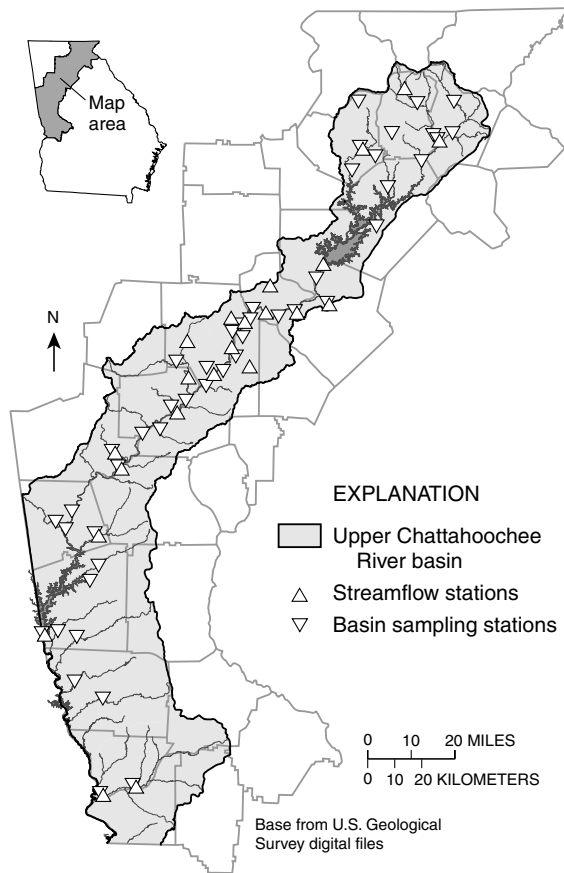 Map
area
N
EXPLANATION
Upper Chattahoochee
River basin
Streamflow stations
Basin sampling stations
0 10 20 MILES
0 10 20 KILOMETERS
Base from U.S. Geological
Survey digital files